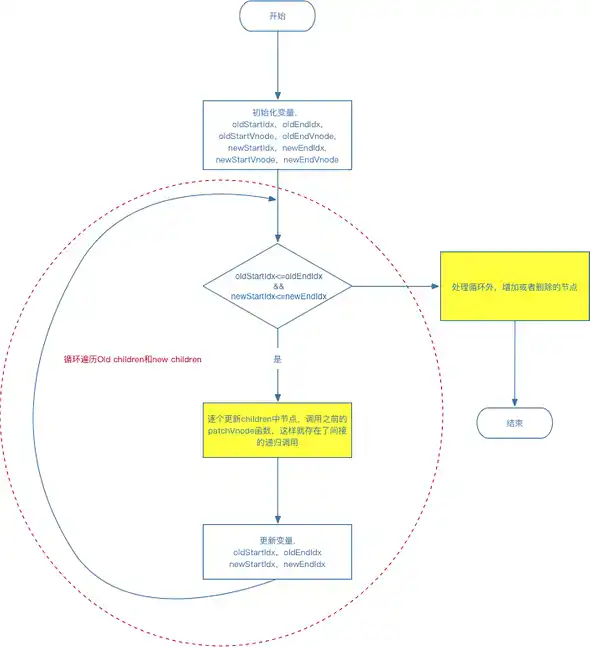 开始
初始化变量,
oldStartIdx，oldEndIdx，
oldStartVnode，oldEndVnode，
newStartIdx，newEndIdx，
newStartVnode，newEndVnode
oldStartIdx<=oldEndIdx
&&
newStartIdx<=newEndIdx
处理循环外，增加或者删除的节点
循环遍历Old children和new children
是
逐个更新children中节点，调用之前的
patchVnode函数，这样就存在了间接
的递归调用
结束
更新变量,
oldStartIdx，oldEndIdx
newStartIdx，newEndIdx